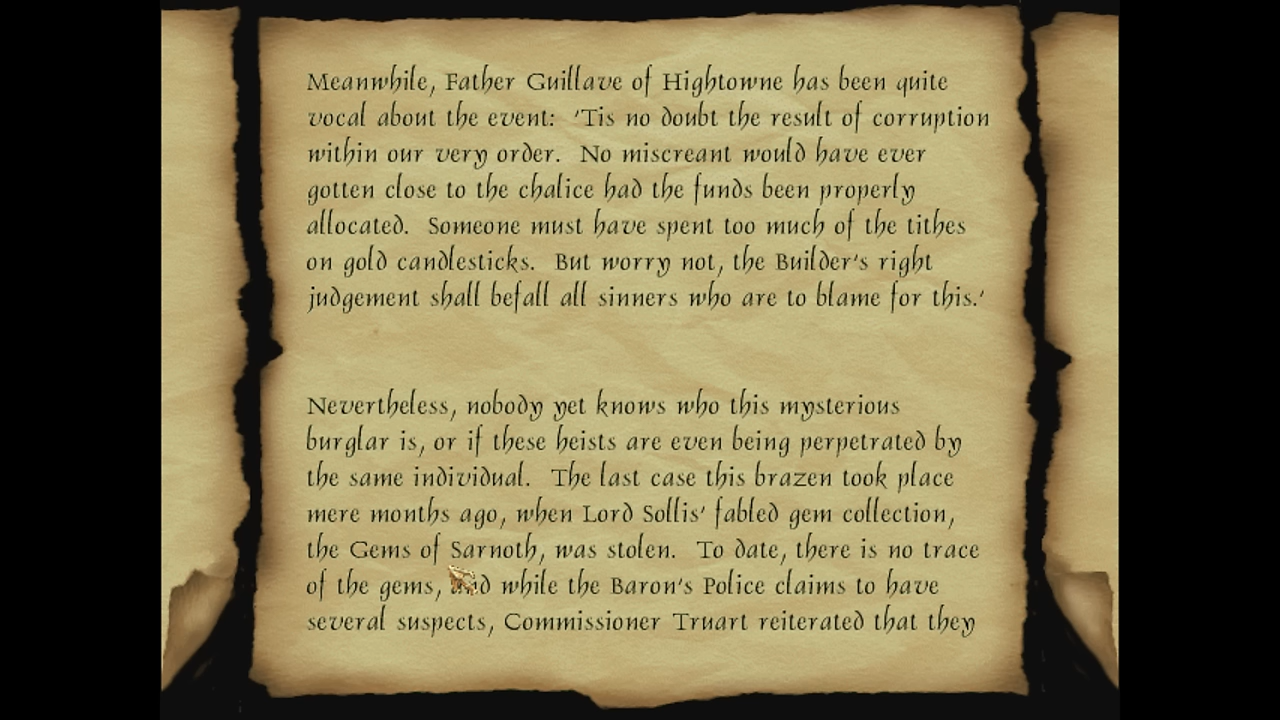 Meanwhile, Father Guillave of Hightowne has been quite
vocal about the event:  'Tis no doubt the result of corruption
within our very order.  No miscreant would have ever
gotten close to the chalice had the funds been properly
allocated.  Someone must have spent too much of the tithes
on gold candlesticks.  But worry not, the Builder's right
judgement shall befall all sinners who are to blame for this.'
Nevertheless, nobody yet knows who this mysterious
burglar is, or if these heists are even being perpetrated by
the same individual.  The last case this brazen took place
mere months ago, when Lord Sollis' fabled gem collection,
the Gems of Sarnoth, was stolen.  To date, there is no trace
of the gems, and while the Baron's Police claims to have
several suspects, Commissioner Truart reiterated that they